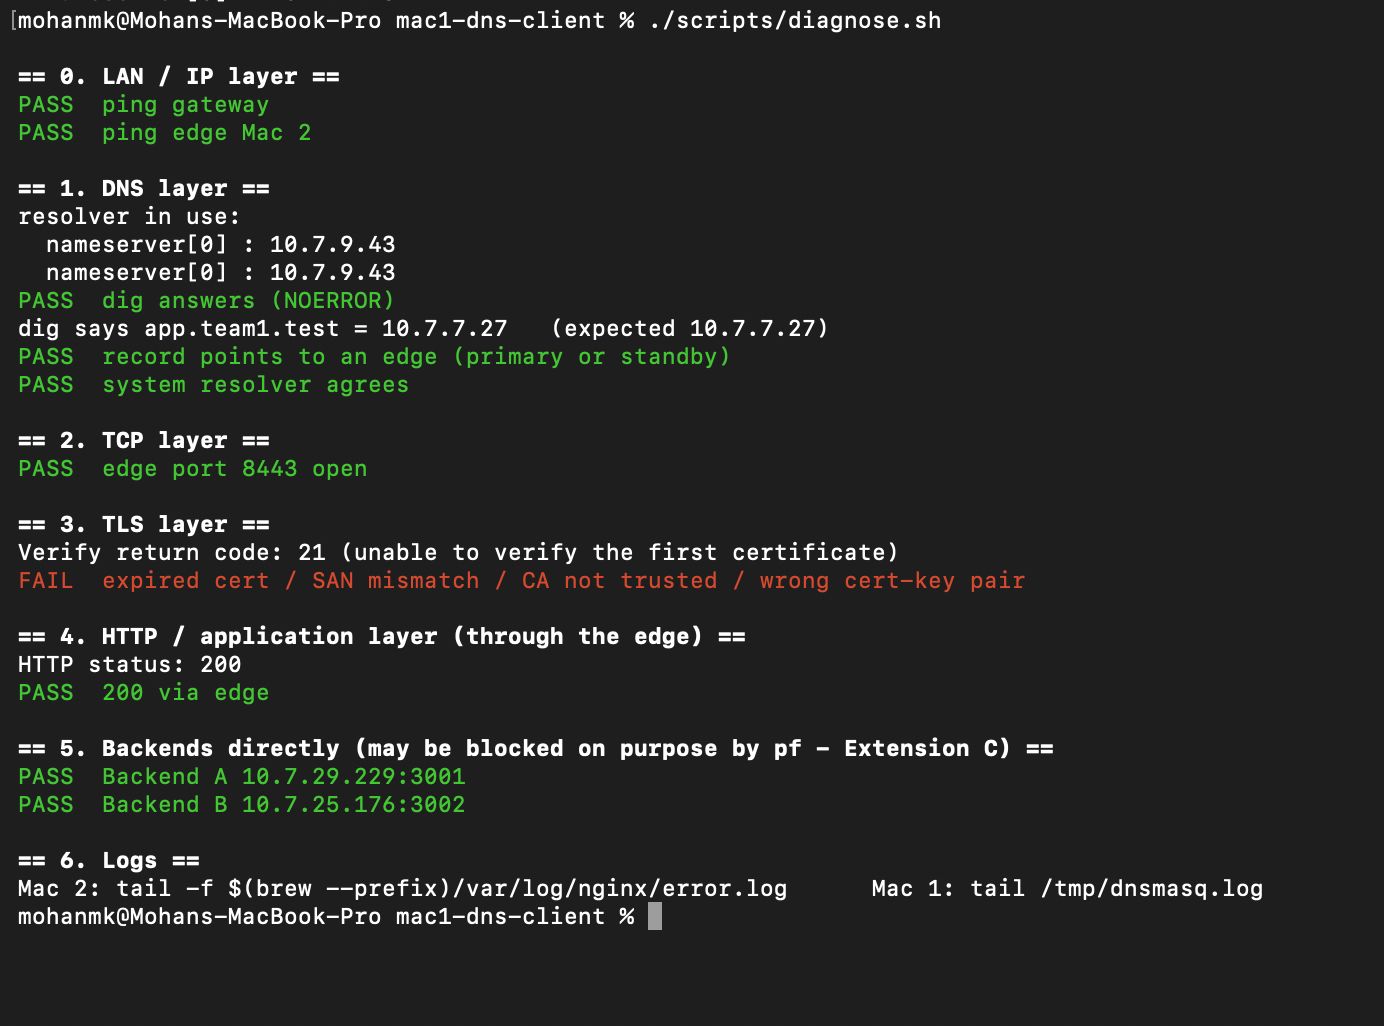 [mohanmk@Mohans-MacBook-Pro mac1-dns-client % ./scripts/diagnose.sh
== 0. LAN / IP layer ==
PASS  ping gateway
PASS  ping edge Mac 2
== 1. DNS layer ==
resolver in use:
  nameserver[0] : 10.7.9.43
  nameserver[0] : 10.7.9.43
PASS  dig answers (NOERROR)
dig says app.team1.test = 10.7.7.27   (expected 10.7.7.27)
PASS  record points to an edge (primary or standby)
PASS  system resolver agrees
== 2. TCP layer ==
PASS  edge port 8443 open
== 3. TLS layer ==
Verify return code: 21 (unable to verify the first certificate)
FAIL  expired cert / SAN mismatch / CA not trusted / wrong cert-key pair
== 4. HTTP / application layer (through the edge) ==
HTTP status: 200
PASS  200 via edge
== 5. Backends directly (may be blocked on purpose by pf - Extension C) ==
PASS  Backend A 10.7.29.229:3001
PASS  Backend B 10.7.25.176:3002
== 6. Logs ==
Mac 2: tail -f $(brew --prefix)/var/log/nginx/error.log      Mac 1: tail /tmp/dnsmasq.log
mohanmk@Mohans-MacBook-Pro mac1-dns-client %